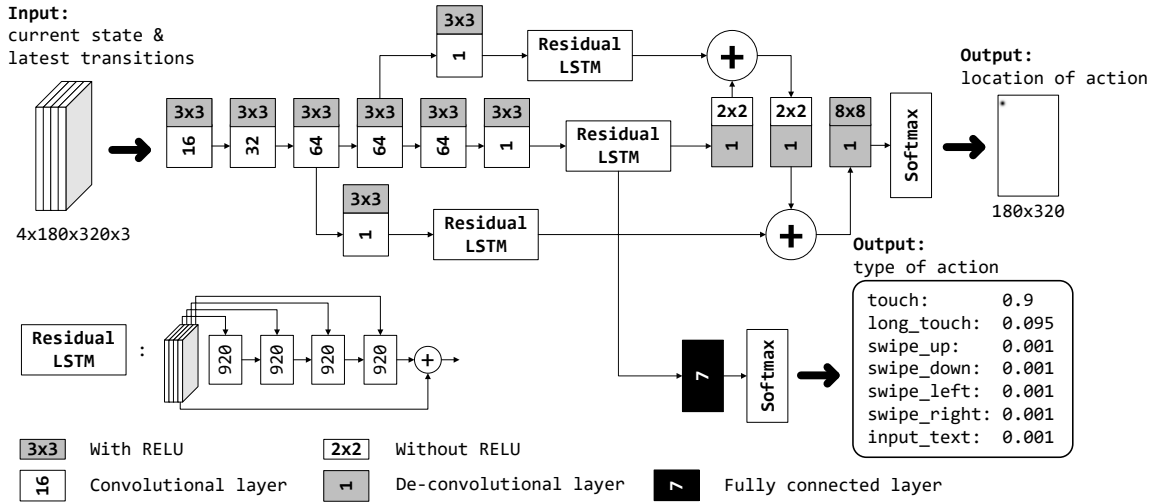 Input:
current state &
latest transitions
4x180x320x3
3x3
16
3x3
32
3x3
64
3x3
64
3x3
64
3x3
1
3x3
1
Residual
LSTM
Residual
LSTM
3x3
1
Residual
LSTM
+
2x2
1
2x2
1
8x8
1
+
Softmax
Output:
location of action
180x320
Output:
type of action
touch: 0.9
long_touch: 0.095
swipe_up: 0.001
swipe_down: 0.001
swipe_left: 0.001
swipe_right: 0.001
input_text: 0.001
7
Softmax
Residual
LSTM
:
920
920
920
920
+
3x3 With RELU
2x2 Without RELU
16 Convolutional layer
1 De-convolutional layer
7 Fully connected layer